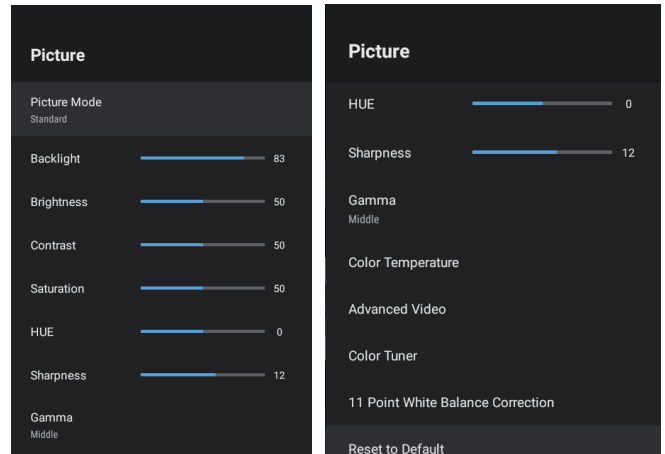 Picture
Picture Mode
Standard
Backlight 83
Brightness 50
Contrast 50
Saturation 50
HUE 0
Sharpness 12
Gamma
Middle
Picture
HUE 0
Sharpness 12
Gamma
Middle
Color Temperature
Advanced Video
Color Tuner
11 Point White Balance Correction
Reset to Default